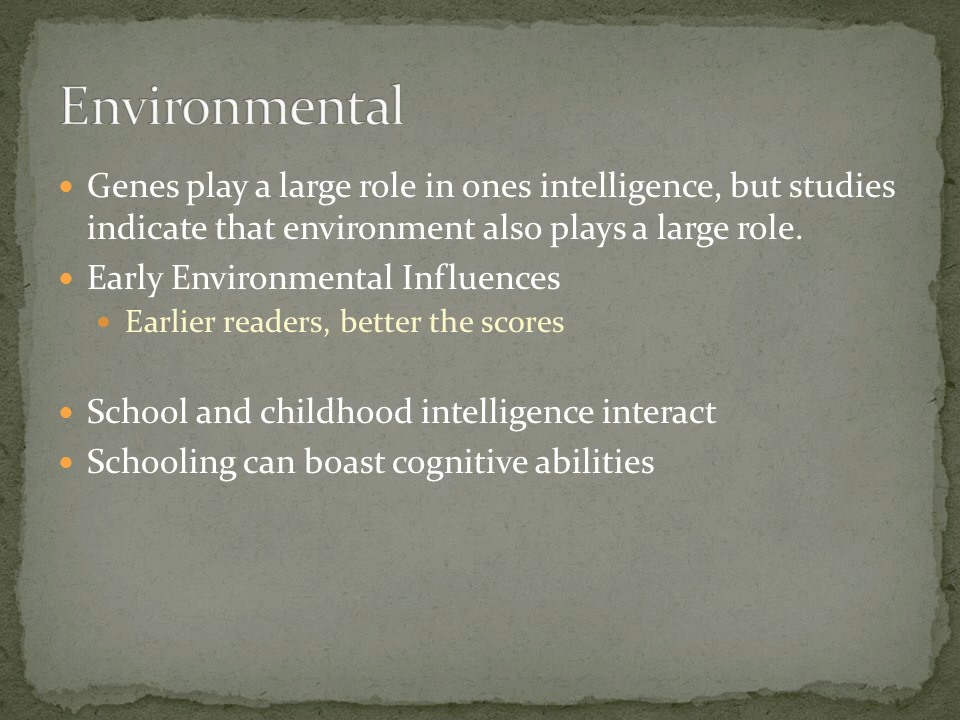 Environmental
Genes play a large role in ones intelligence, but studies
indicate that environment also plays a large role.
Early Environmental Influences
Earlier readers, better the scores
School and childhood intelligence interact
Schooling can boast cognitive abilities